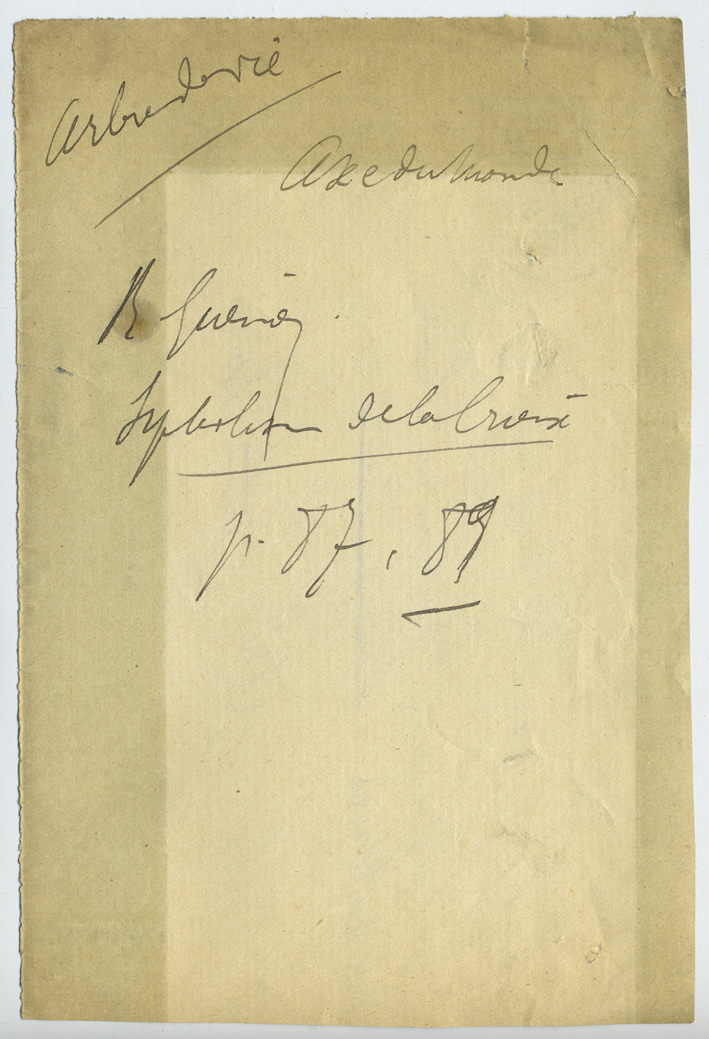 Arbre de vie
Axe du Monde
R Guénon.
Symbolisme de la Croix
p. 87, 89